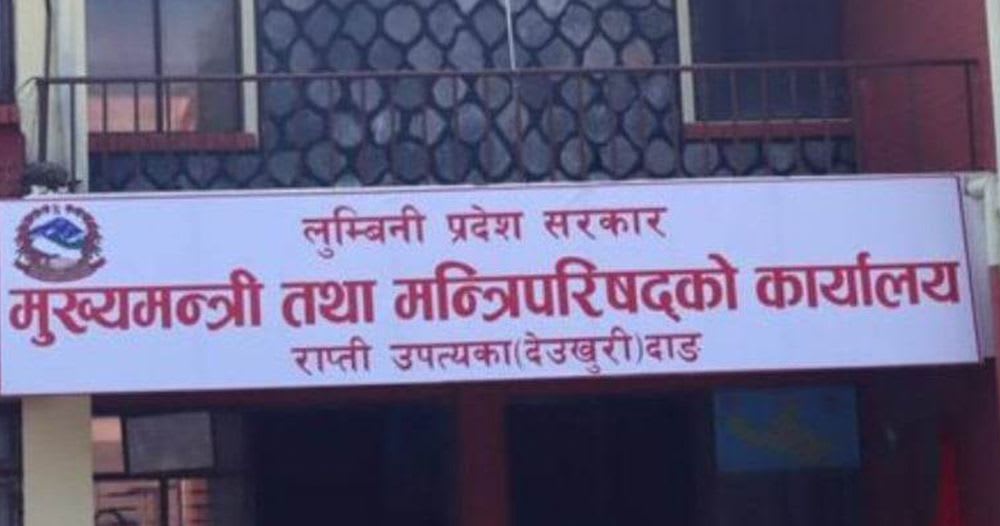 लुम्बिनी प्रदेश सरकार
मुख्यमन्त्री तथा मन्त्रिपरिषद्को कार्यालय
राप्ती उपत्यका(देउखुरी)दाङ